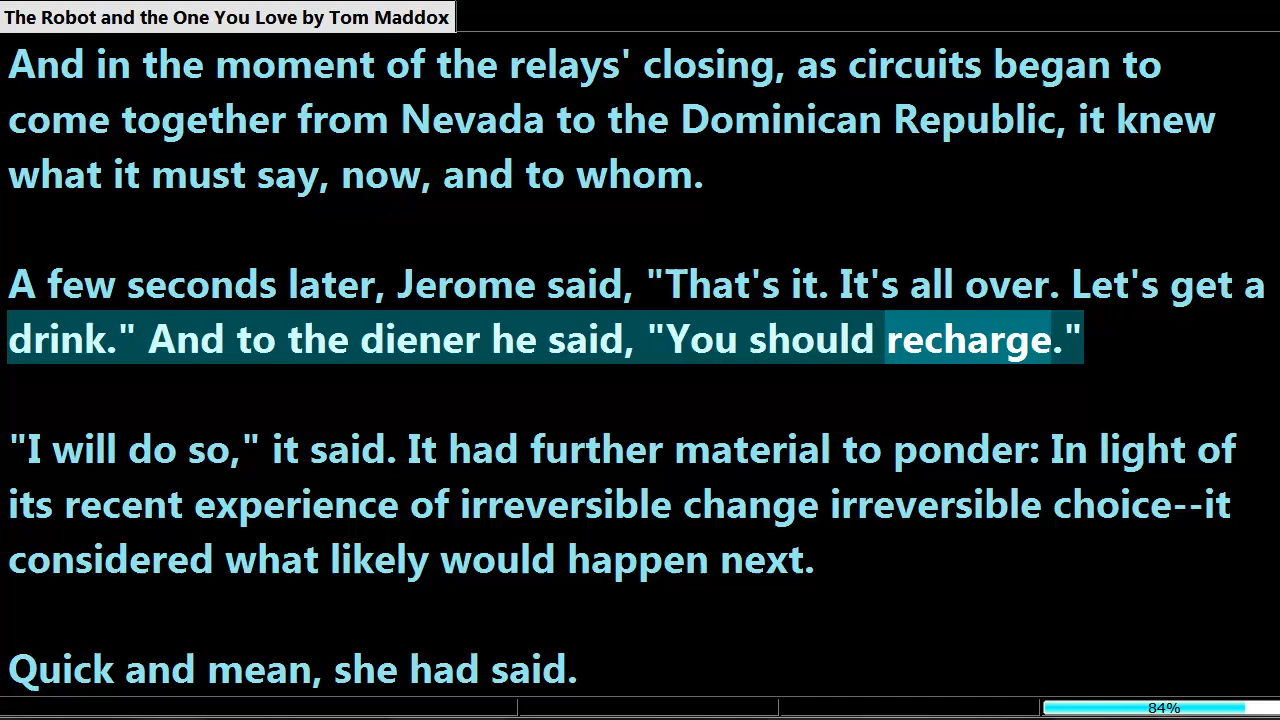 The Robot and the One You Love by Tom Maddox
And in the moment of the relays' closing, as circuits began to
come together from Nevada to the Dominican Republic, it knew
what it must say, now, and to whom.
A few seconds later, Jerome said, "That's it. It's all over. Let's get a
drink." And to the diener he said, "You should recharge."
"I will do so," it said. It had further material to ponder: In light of
its recent experience of irreversible change irreversible choice--it
considered what likely would happen next.
Quick and mean, she had said.
84%